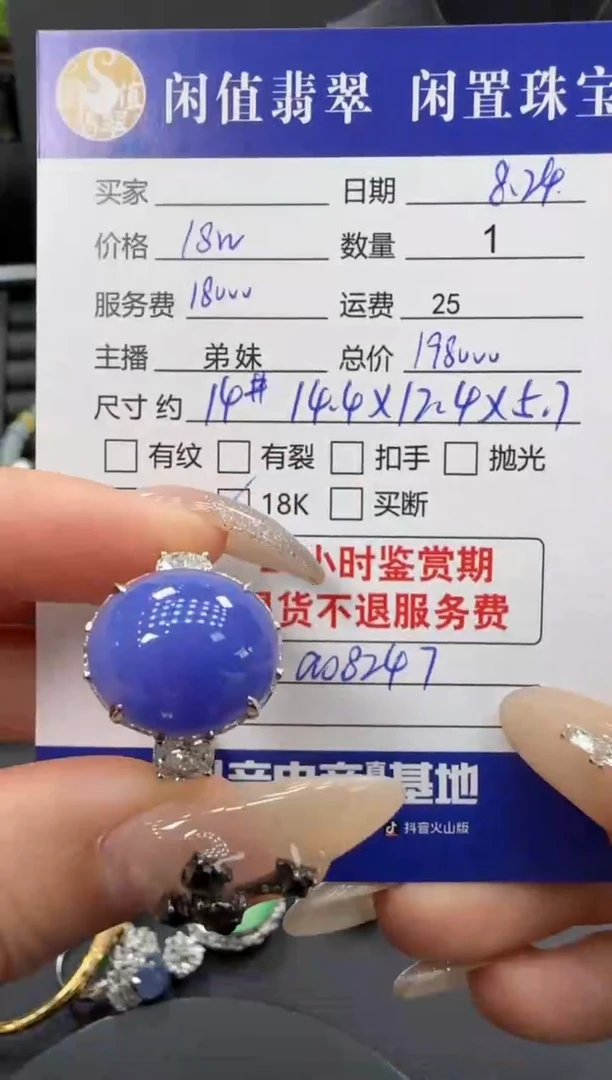 闲值翡翠 闲置珠宝
买家 日期 8.24
价格 18w 数量 1
服务费 18000 运费 25
主播 弟妹 总价 198000
尺寸 约 14# 14.4X12.4X5.7
有纹 有裂 扣手 抛光
18K 买断
小时鉴赏期
货不退服务费
a08247
基地
抖音火山版